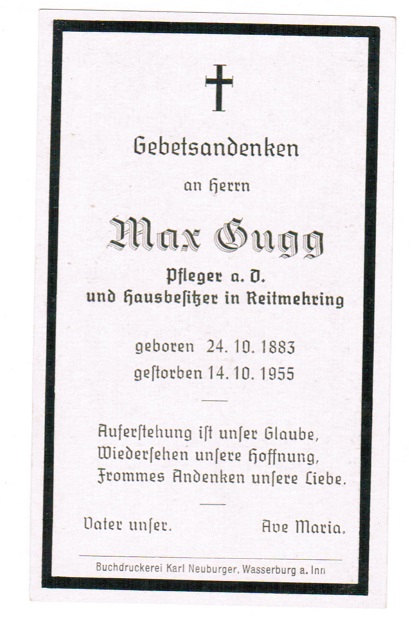 Gebetsandenken
an Herrn
Max Gugg
Pfleger a. D.
und Hausbesitzer in Reitmehring
geboren 24. 10. 1883
gestorben 14. 10. 1955
Auferstehung ist unser Glaube,
Wiedersehen unsere Hoffnung,
Frommes Andenken unsere Liebe.
Vater unser. Ave Maria.
Buchdruckerei Karl Neuburger, Wasserburg a. Inn